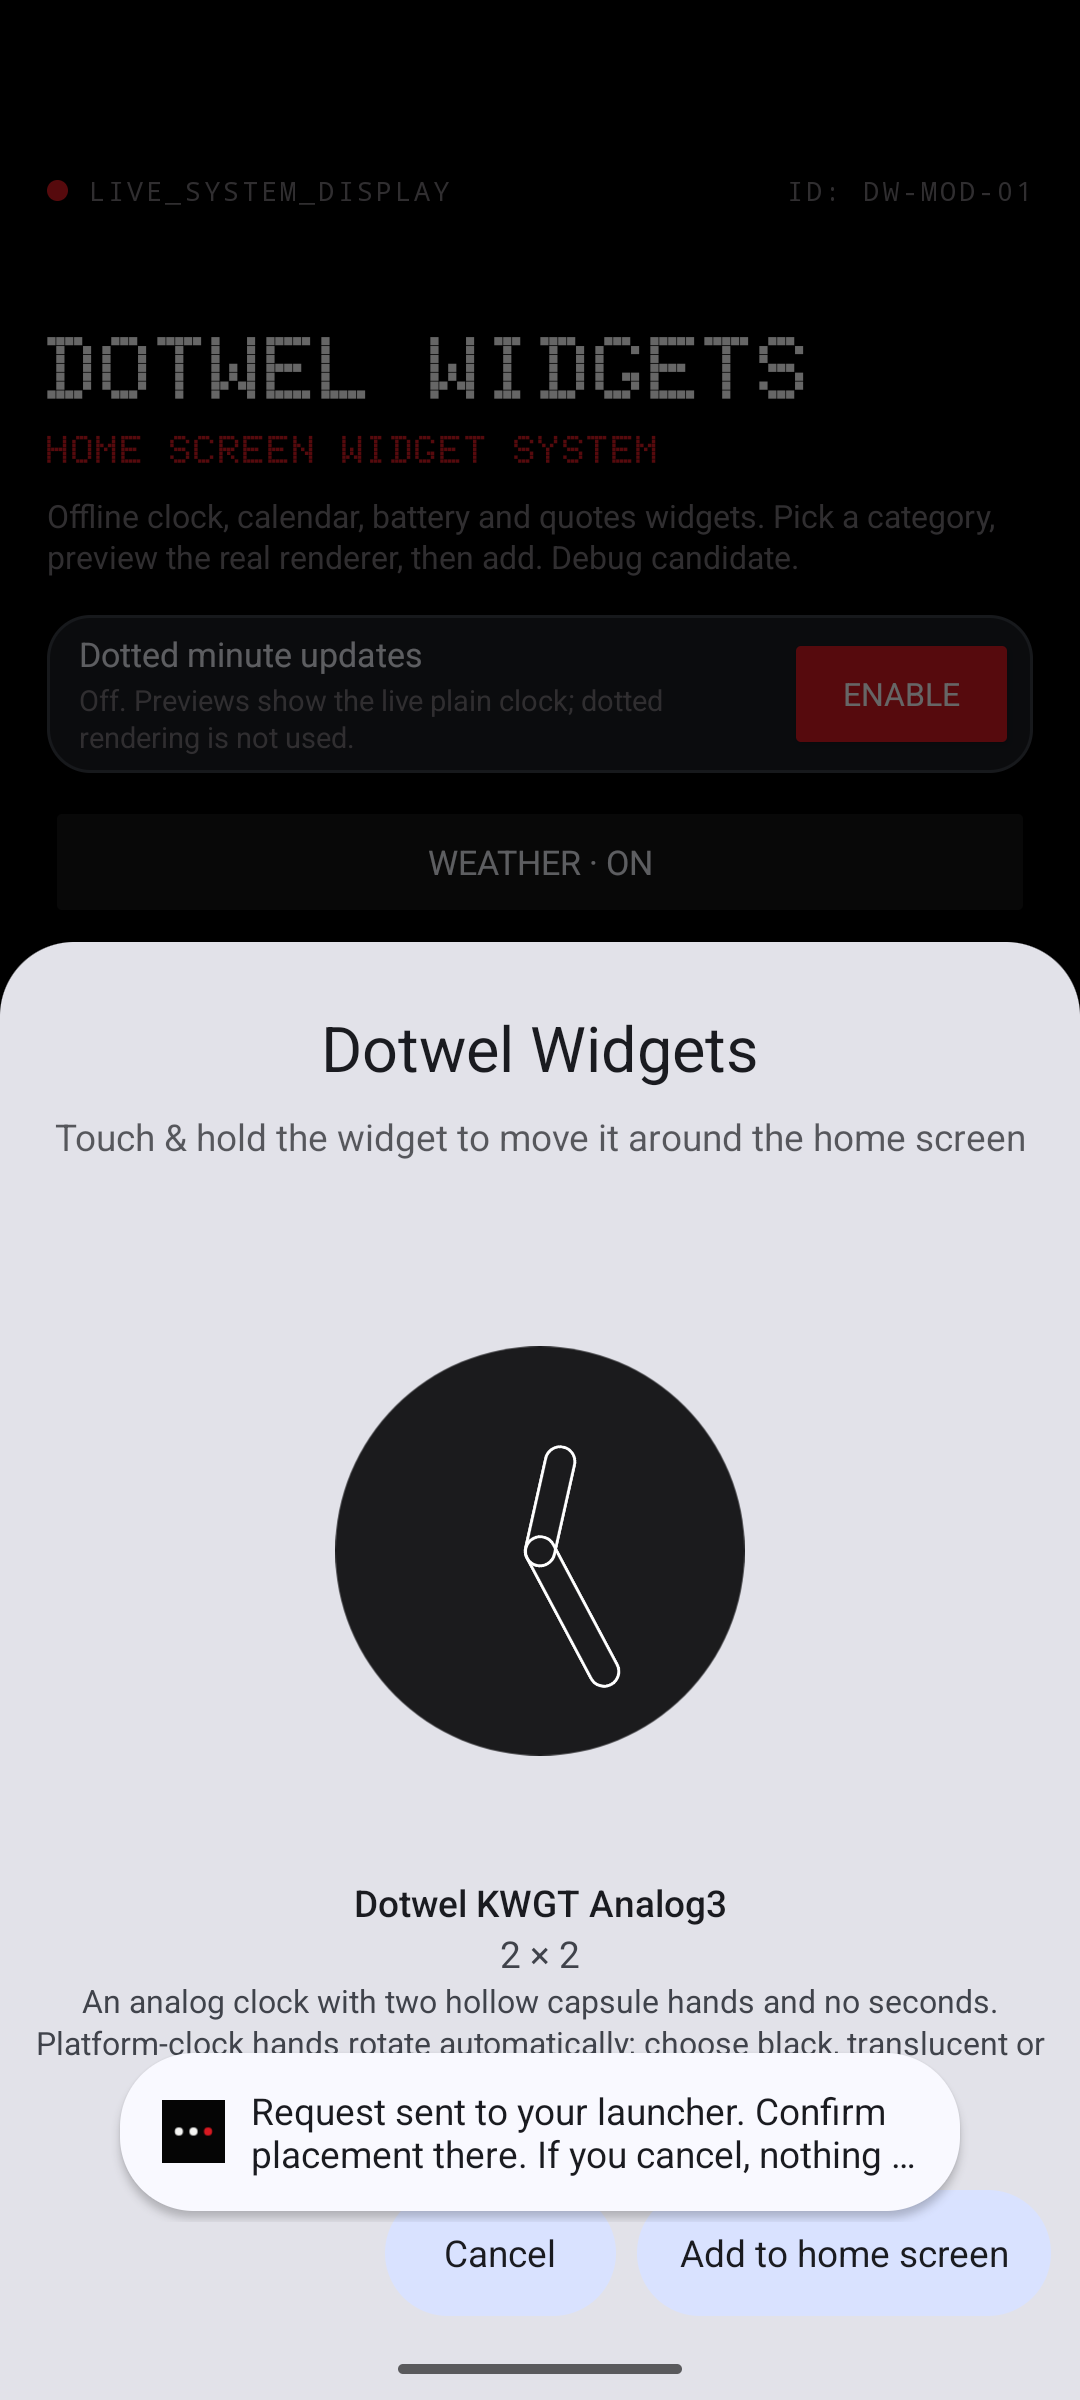 LIVE_SYSTEM_DISPLAY
ID: DW-MOD-01
DOTWEL WIDGETS
HOME SCREEN WIDGET SYSTEM
Offline clock, calendar, battery and quotes widgets. Pick a category,
preview the real renderer, then add. Debug candidate.
Dotted minute updates
Off. Previews show the live plain clock; dotted
rendering is not used.
ENABLE
WEATHER · ON
Dotwel Widgets
Touch & hold the widget to move it around the home screen
Dotwel KWGT Analog3
2 × 2
An analog clock with two hollow capsule hands and no seconds.
Platform-clock hands rotate automatically; choose black, translucent or
Request sent to your launcher. Confirm
placement there. If you cancel, nothing …
Cancel
Add to home screen